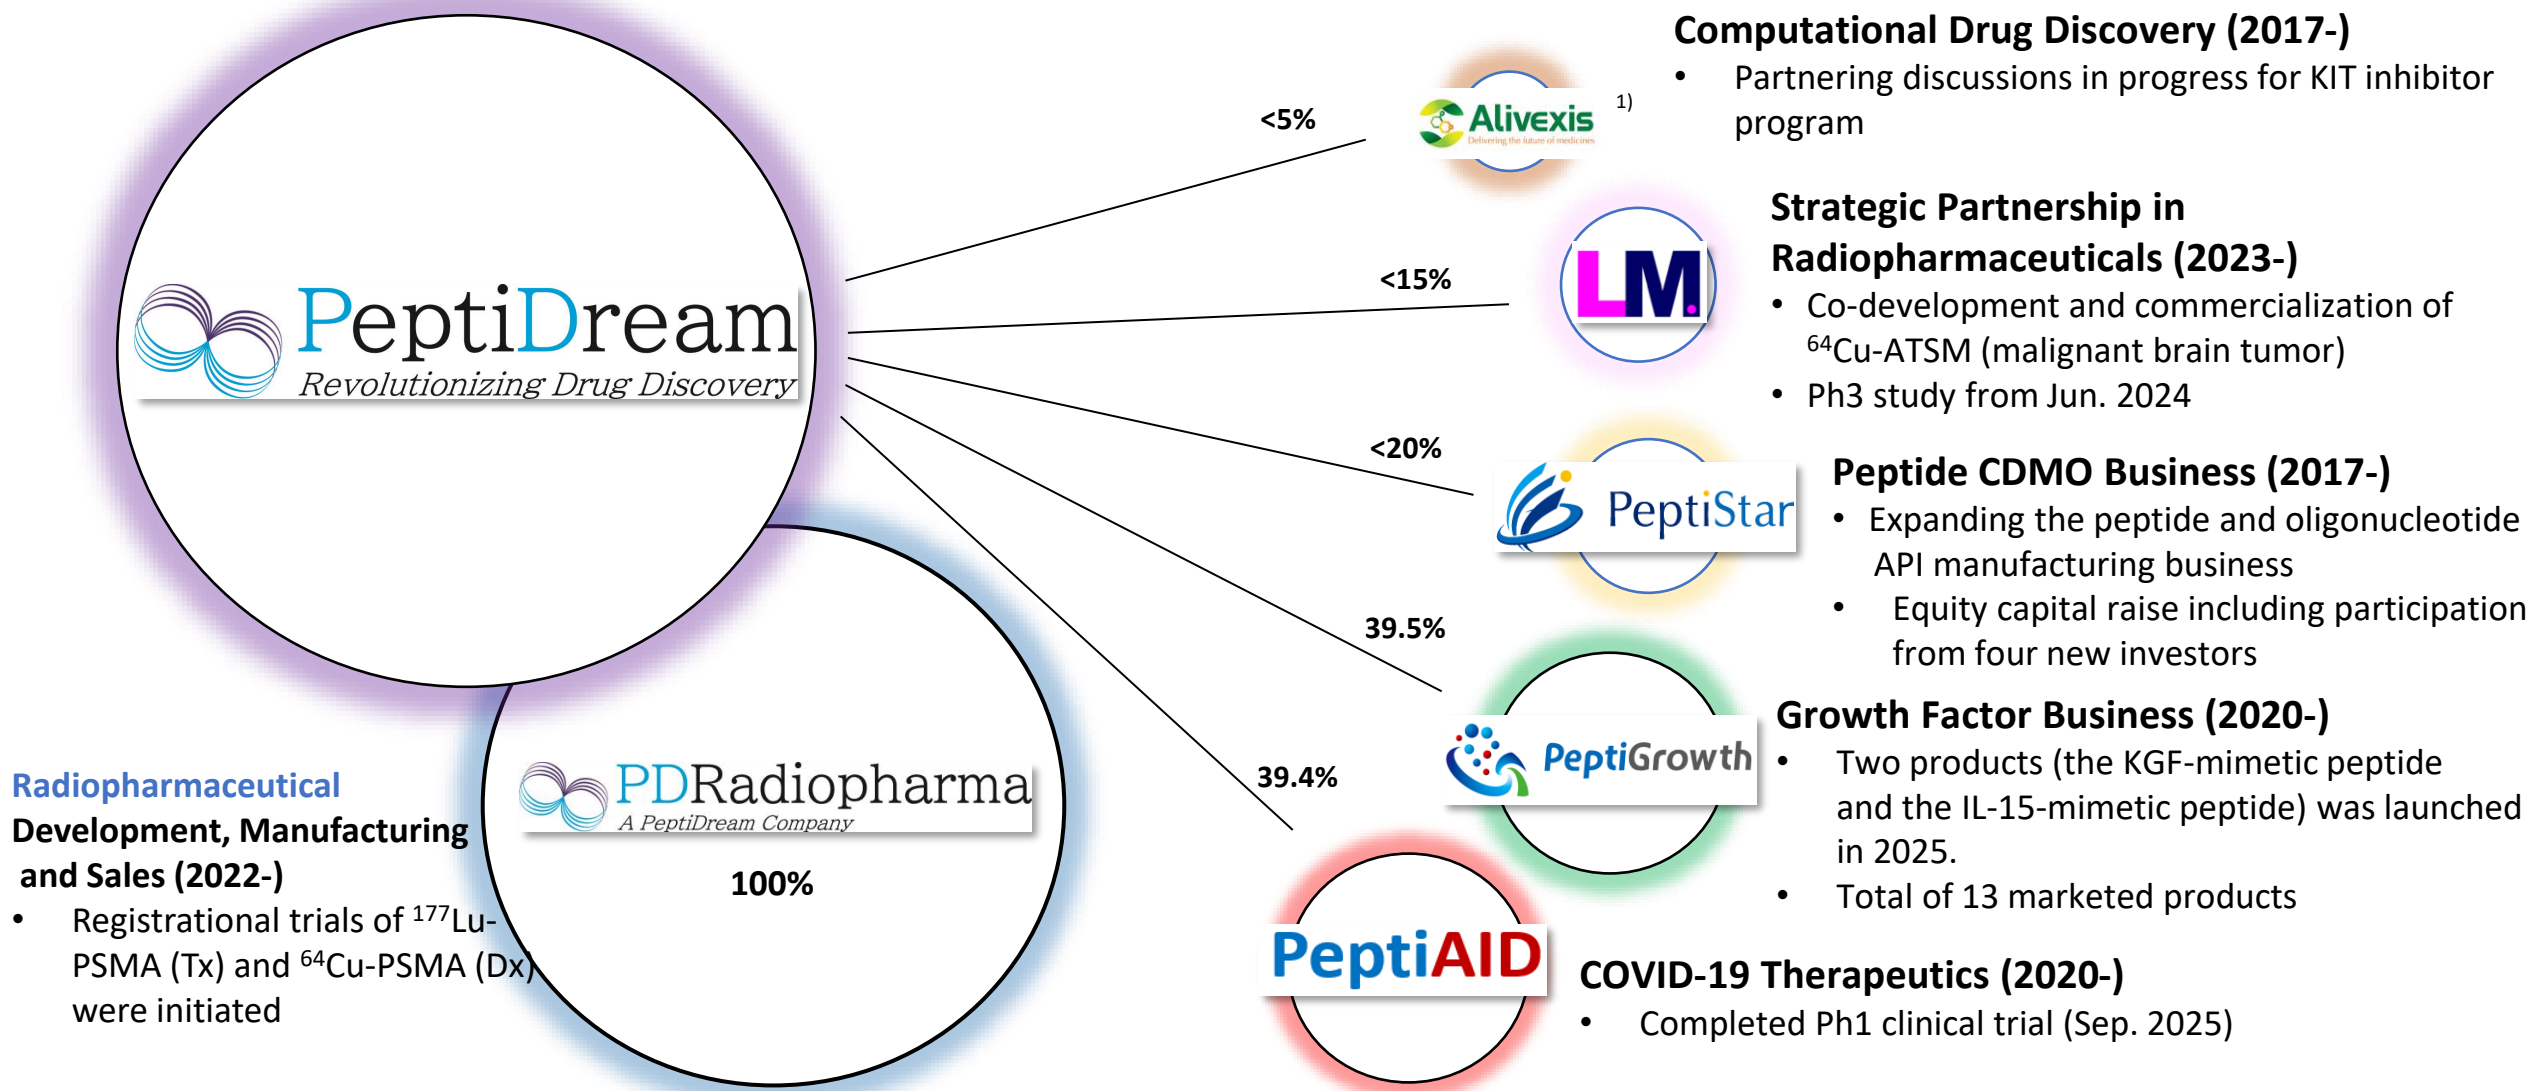 PeptiDream
Revolutionizing Drug Discovery
PDRadiopharma
A PeptiDream Company
100%
Radiopharmaceutical
Development, Manufacturing
and Sales (2022-)
• Registrational trials of ¹⁷⁷Lu-
PSMA (Tx) and ⁶⁴Cu-PSMA (Dx)
were initiated
<5%
Alivexis
Delivering the future of medicines
1)
Computational Drug Discovery (2017-)
• Partnering discussions in progress for KIT inhibitor
program
<15%
LM.
Strategic Partnership in
Radiopharmaceuticals (2023-)
• Co-development and commercialization of
⁶⁴Cu-ATSM (malignant brain tumor)
• Ph3 study from Jun. 2024
<20%
PeptiStar
Peptide CDMO Business (2017-)
• Expanding the peptide and oligonucleotide
API manufacturing business
• Equity capital raise including participation
from four new investors
39.5%
PeptiGrowth
Growth Factor Business (2020-)
• Two products (the KGF-mimetic peptide
and the IL-15-mimetic peptide) was launched
in 2025.
• Total of 13 marketed products
39.4%
PeptiAID
COVID-19 Therapeutics (2020-)
• Completed Ph1 clinical trial (Sep. 2025)